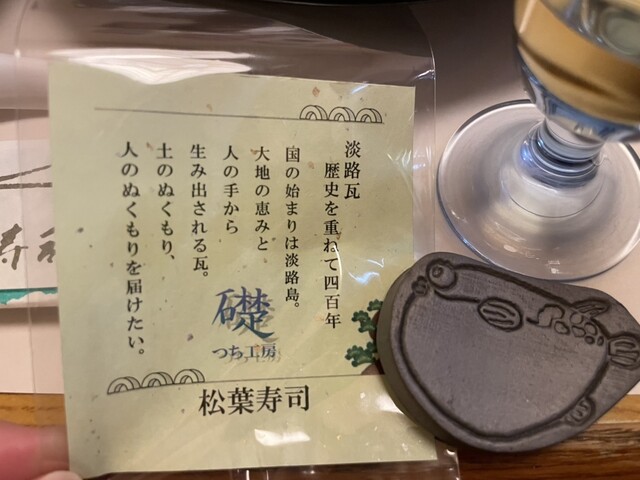 淡路瓦
歴史を重ねて四百年
国の始まりは淡路島。
大地の恵みと
人の手から
生み出される瓦。
土のぬくもり、
人のぬくもりを届けたい。
礎
つち工房
松葉寿司
寿司